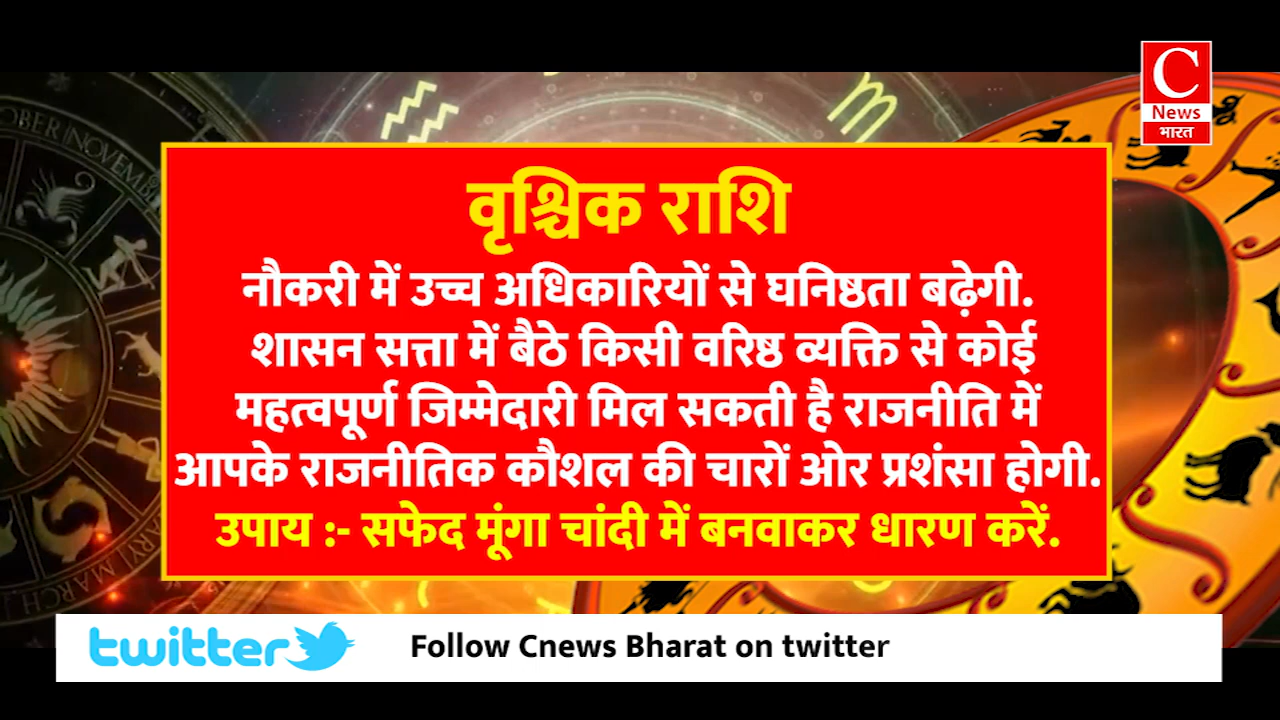 C
News
भारत
वृश्चिक राशि
नौकरी में उच्च अधिकारियों से घनिष्ठता बढ़ेगी.
शासन सत्ता में बैठे किसी वरिष्ठ व्यक्ति से कोई
महत्वपूर्ण जिम्मेदारी मिल सकती है राजनीति में
आपके राजनीतिक कौशल की चारों ओर प्रशंसा होगी.
उपाय :- सफेद मूंगा चांदी में बनवाकर धारण करें.
twitter
Follow Cnews Bharat on twitter